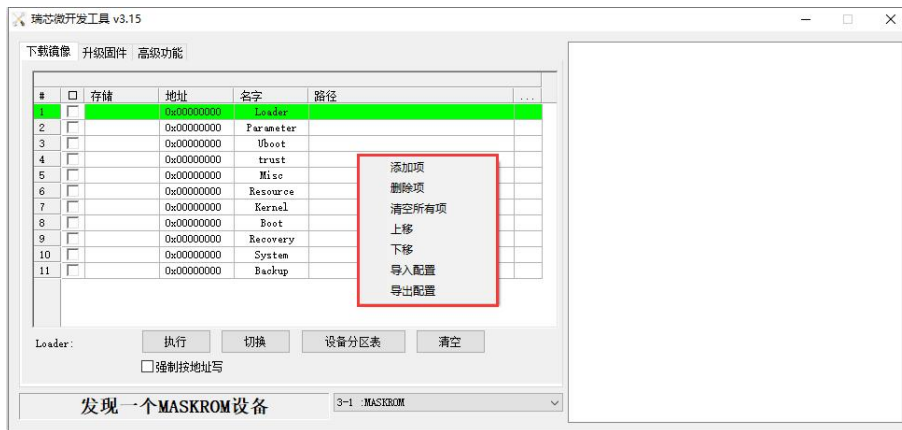 瑞芯微开发工具 v3.15
下载镜像 升级固件 高级功能
# 存储 地址 名字 路径 ...
1 0x00000000 Loader
2 0x00000000 Parameter
3 0x00000000 Uboot
4 0x00000000 trust
5 0x00000000 Misc
6 0x00000000 Resource
7 0x00000000 Kernel
8 0x00000000 Boot
9 0x00000000 Recovery
10 0x00000000 System
11 0x00000000 Backup
添加项
删除项
清空所有项
上移
下移
导入配置
导出配置
Loader: 执行 切换 设备分区表 清空
强制按地址写
发现一个MASKROM设备 3-1 :MASKROM